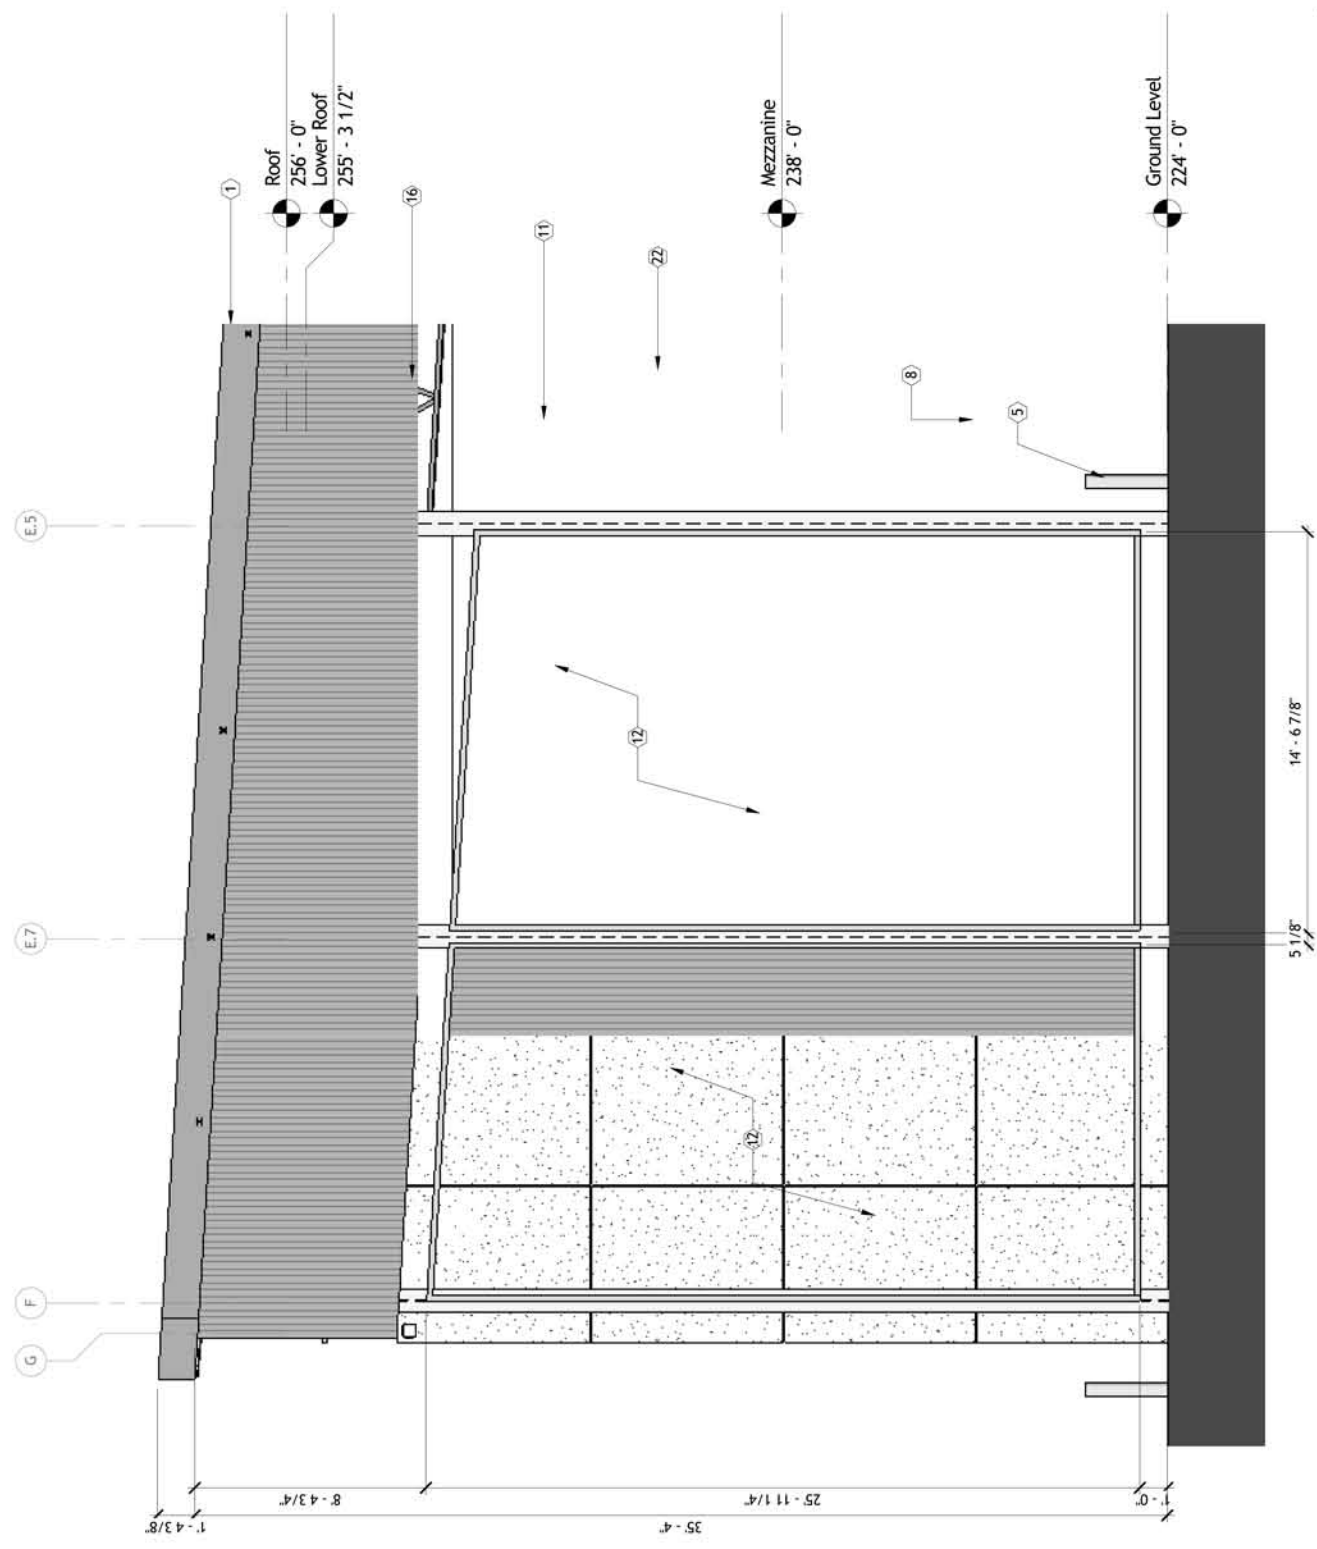 1
Roof
256' - 0"
Lower Roof
255' - 3 1/2"
16
11
22
Mezzanine
238' - 0"
8
5
Ground Level
224' - 0"
E.5
12
14' - 6 7/8"
E.7
5 1/8"
12
F
G
1' - 4 3/8"
8' - 4 3/4"
25' - 11 1/4"
1' - 0"
35' - 4"